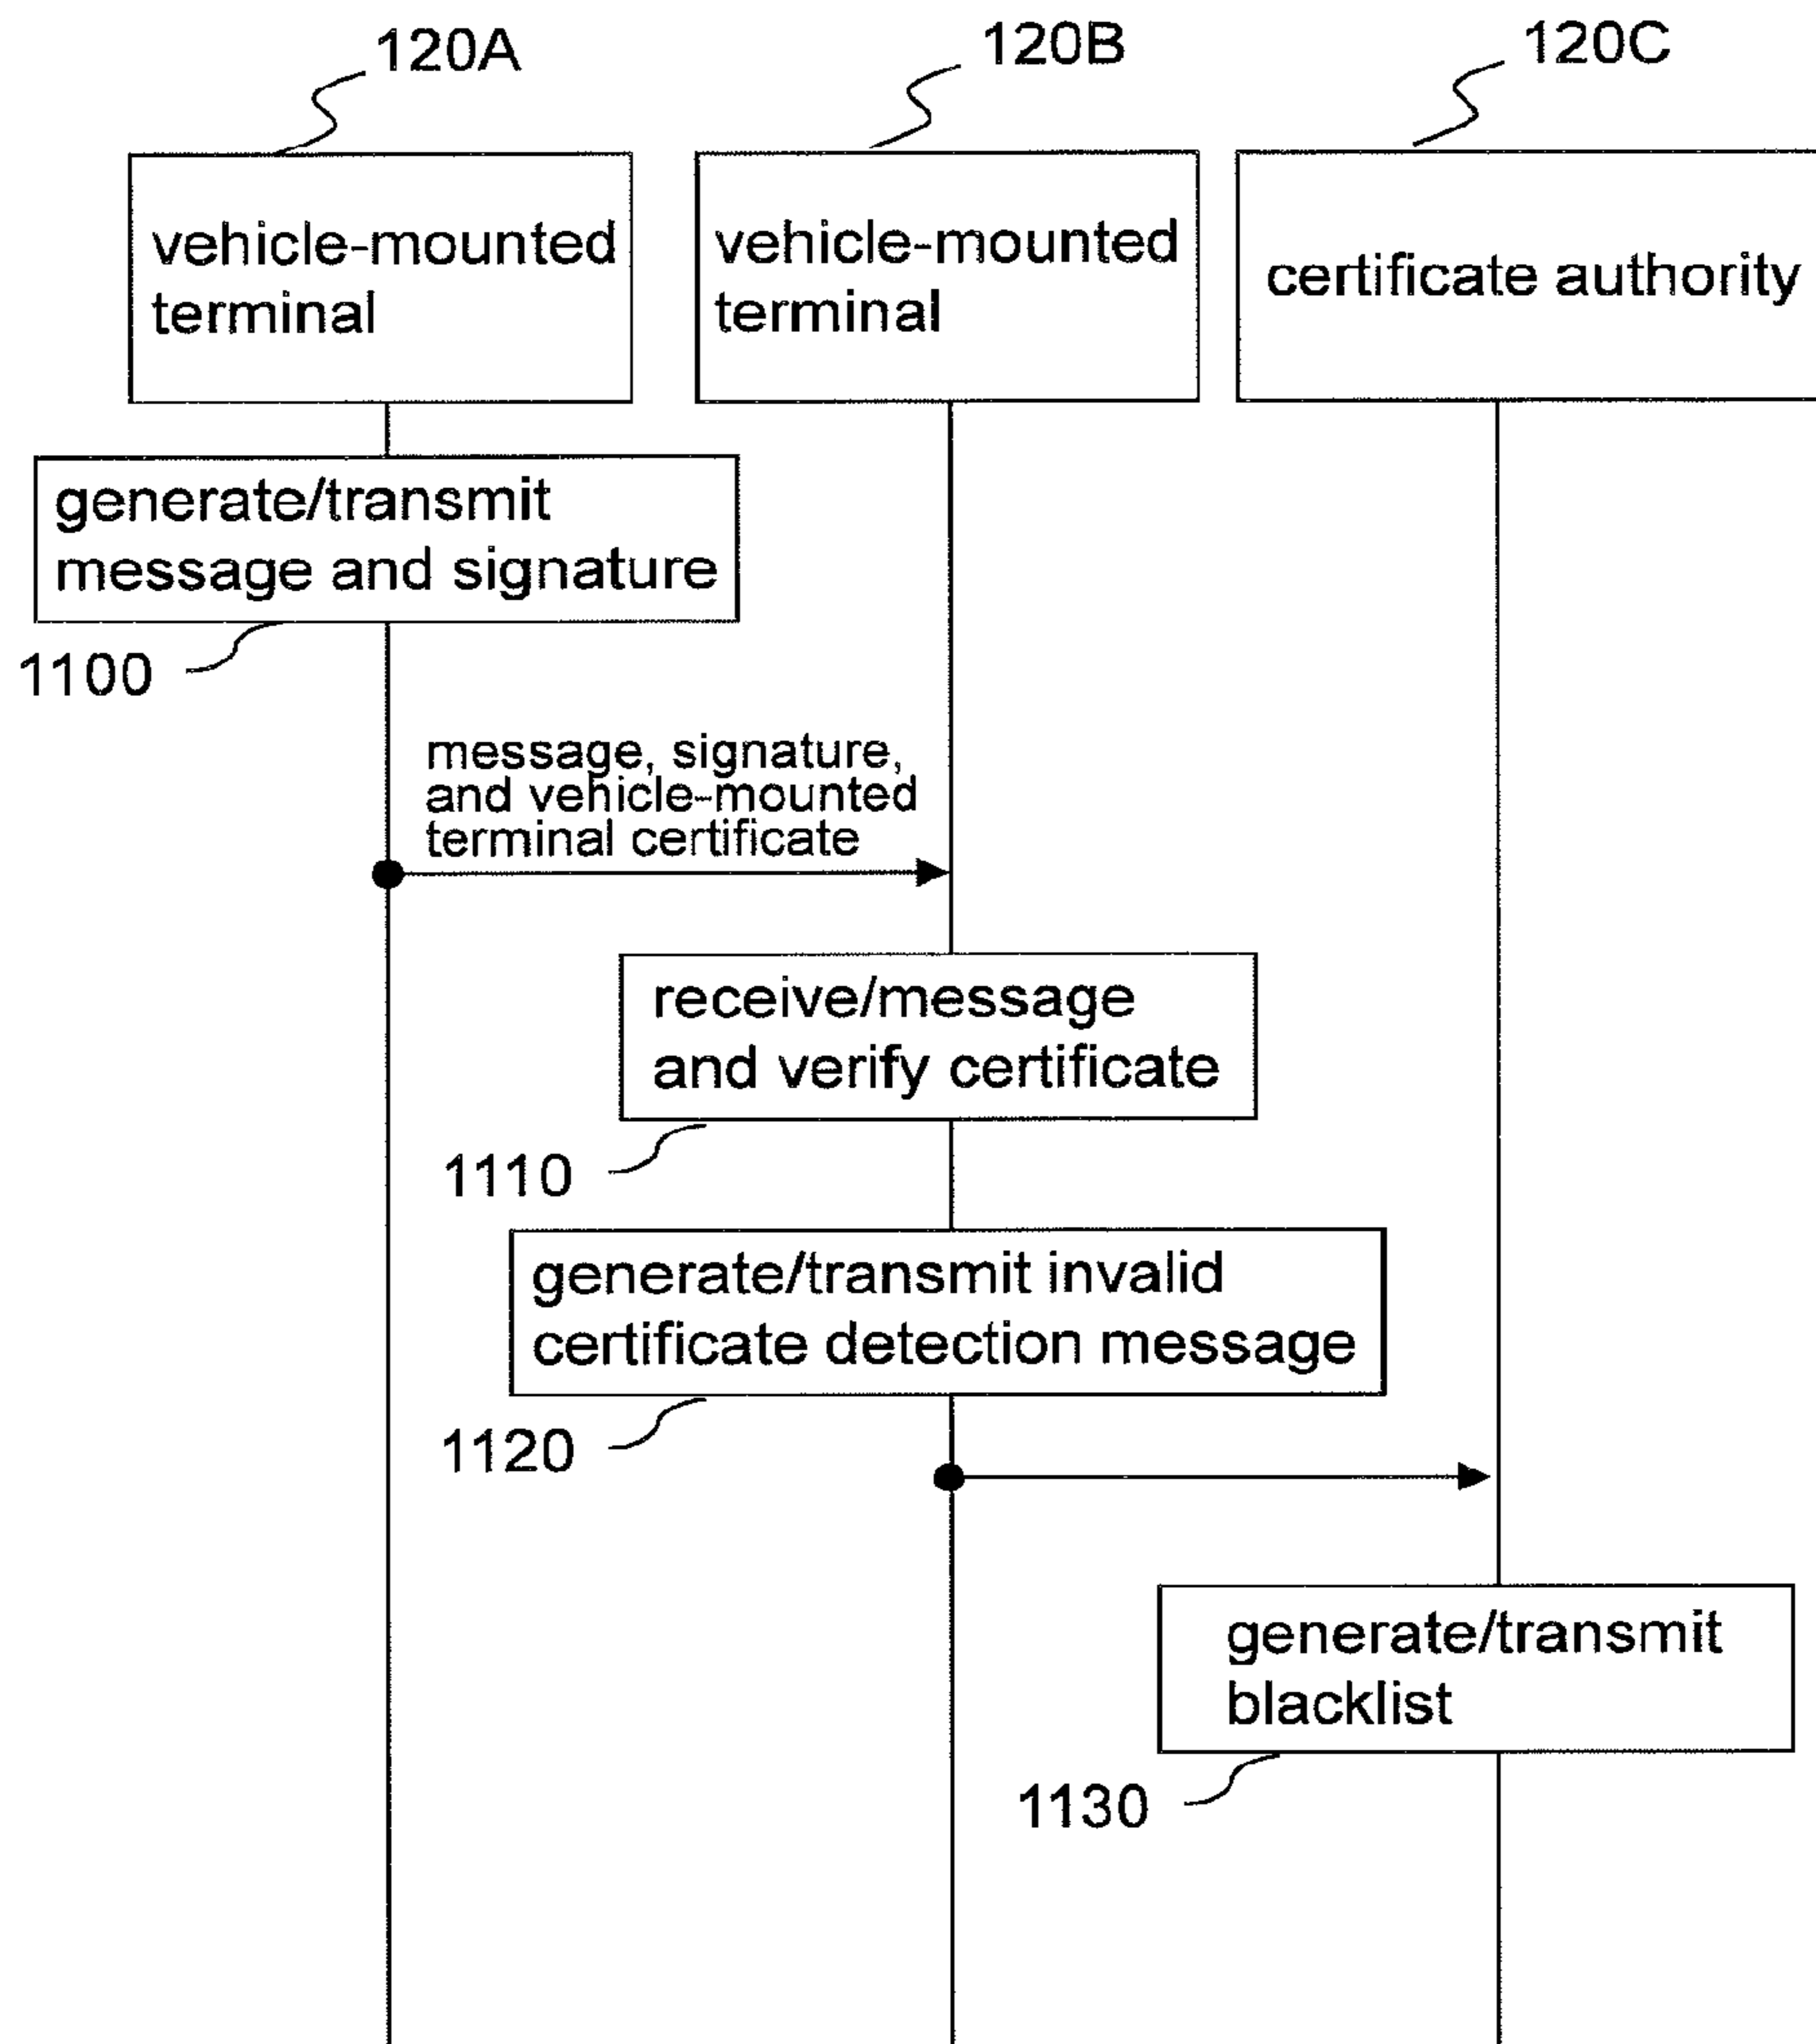 120A
120B
120C
vehicle-mounted
terminal
vehicle-mounted
terminal
certificate authority
generate/transmit
message and signature
1100
message, signature,
and vehicle-mounted
terminal certificate
receive/message
and verify certificate
1110
generate/transmit invalid
certificate detection message
1120
generate/transmit
blacklist
1130